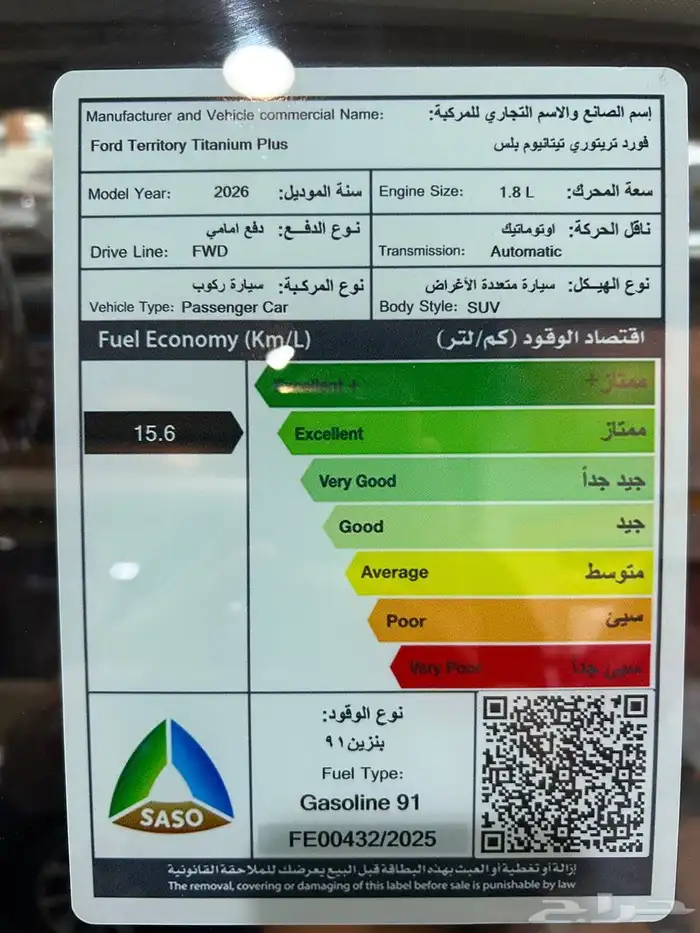 Manufacturer and Vehicle commercial Name: إسم الصانع والاسم التجاري للمركبة:
Ford Territory Titanium Plus فورد تريتوري تيتانيوم بلس
Model Year: 2026 سنة الموديل:
Engine Size: 1.8 L سعة المحرك:
نوع الدفـــع: دفع امامي
Drive Line: FWD
ناقل الحركة: اوتوماتيك
Transmission: Automatic
نوع المركبـة: سيارة ركوب
Vehicle Type: Passenger Car
نوع الهيكل: سيارة متعددة الأغراض
Body Style: SUV
Fuel Economy (Km/L) اقتصاد الوقود (كم/لتر)
Excellent + ممتاز+
15.6
Excellent ممتاز
Very Good جيد جداً
Good جيد
Average متوسط
Poor سيئ
Very Poor سيئ جداً
SASO
نوع الوقود:
بنزين ٩١
Fuel Type:
Gasoline 91
FE00432/2025
إزالة أو تغطية أو العبث بهذه البطاقة قبل البيع يعرضك للملاحقة القانونية
The removal, covering or damaging of this label before sale is punishable by law
حراج